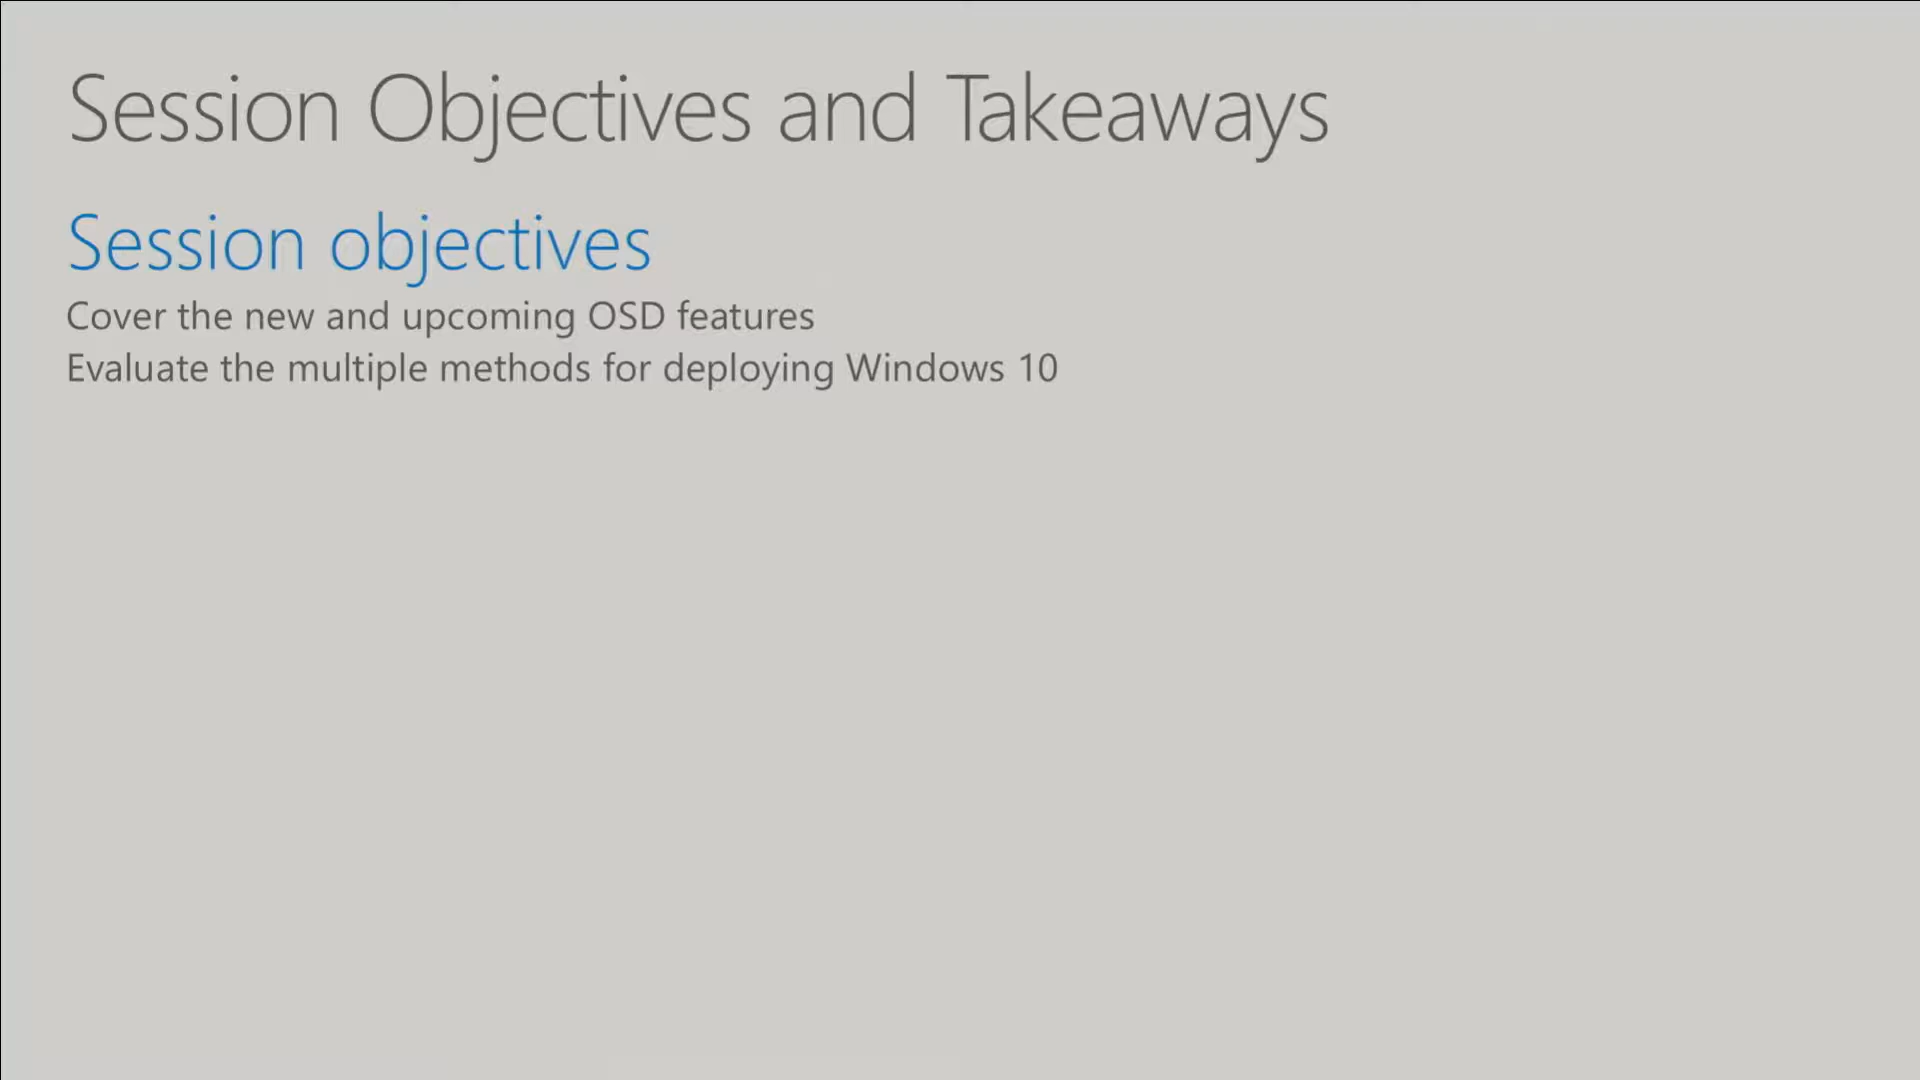 Session Objectives and Takeaways
Session objectives
Cover the new and upcoming OSD features
Evaluate the multiple methods for deploying Windows 10